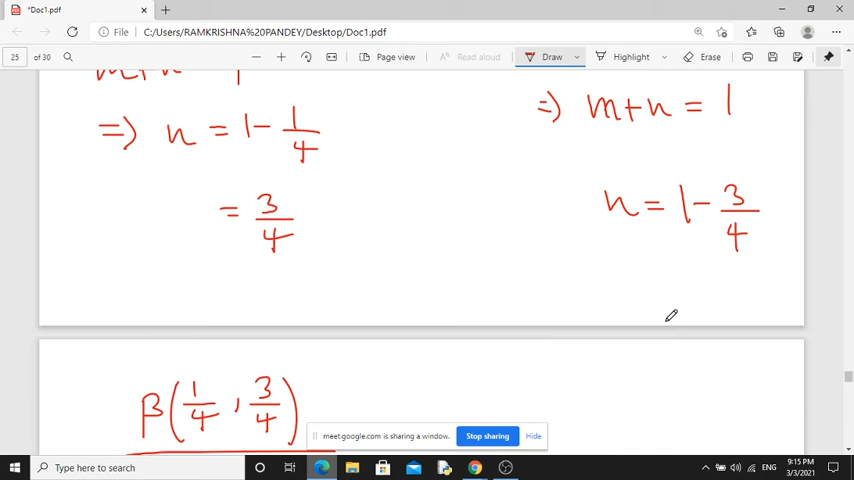 *Doc1.pdf
File C:/Users/RAMKRISHNA%20PANDEY/Desktop/Doc1.pdf
25 of 30 Page view Read aloud Draw Highlight Erase
m+n
=> n = 1 - 1/4
= 3/4
=> m+n = 1
n = 1 - 3/4
β(1/4, 3/4)
meet.google.com is sharing a window. Stop sharing Hide
Type here to search
ENG
9:15 PM
3/3/2021